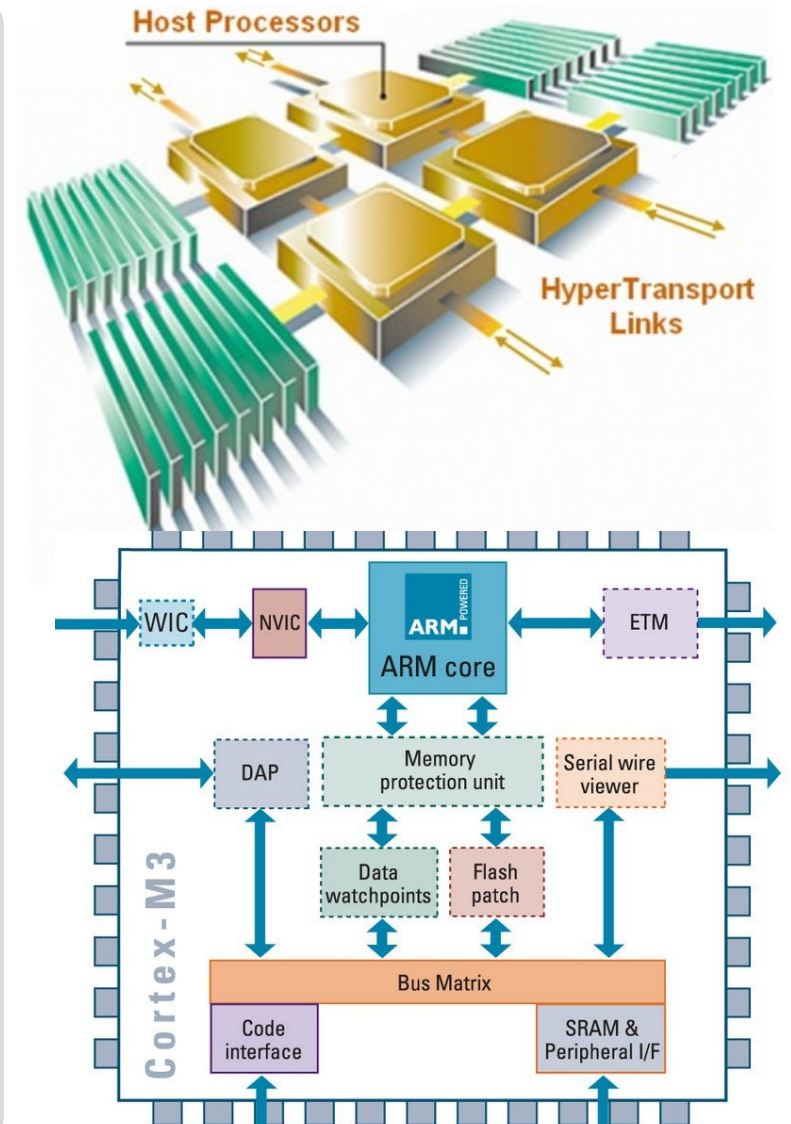 Host Processors
HyperTransport
Links
WIC
NVIC
ARM
POWERED
ARM core
ETM
DAP
Memory
protection unit
Serial wire
viewer
Data
watchpoints
Flash
patch
Cortex-M3
Bus Matrix
Code
interface
SRAM &
Peripheral I/F